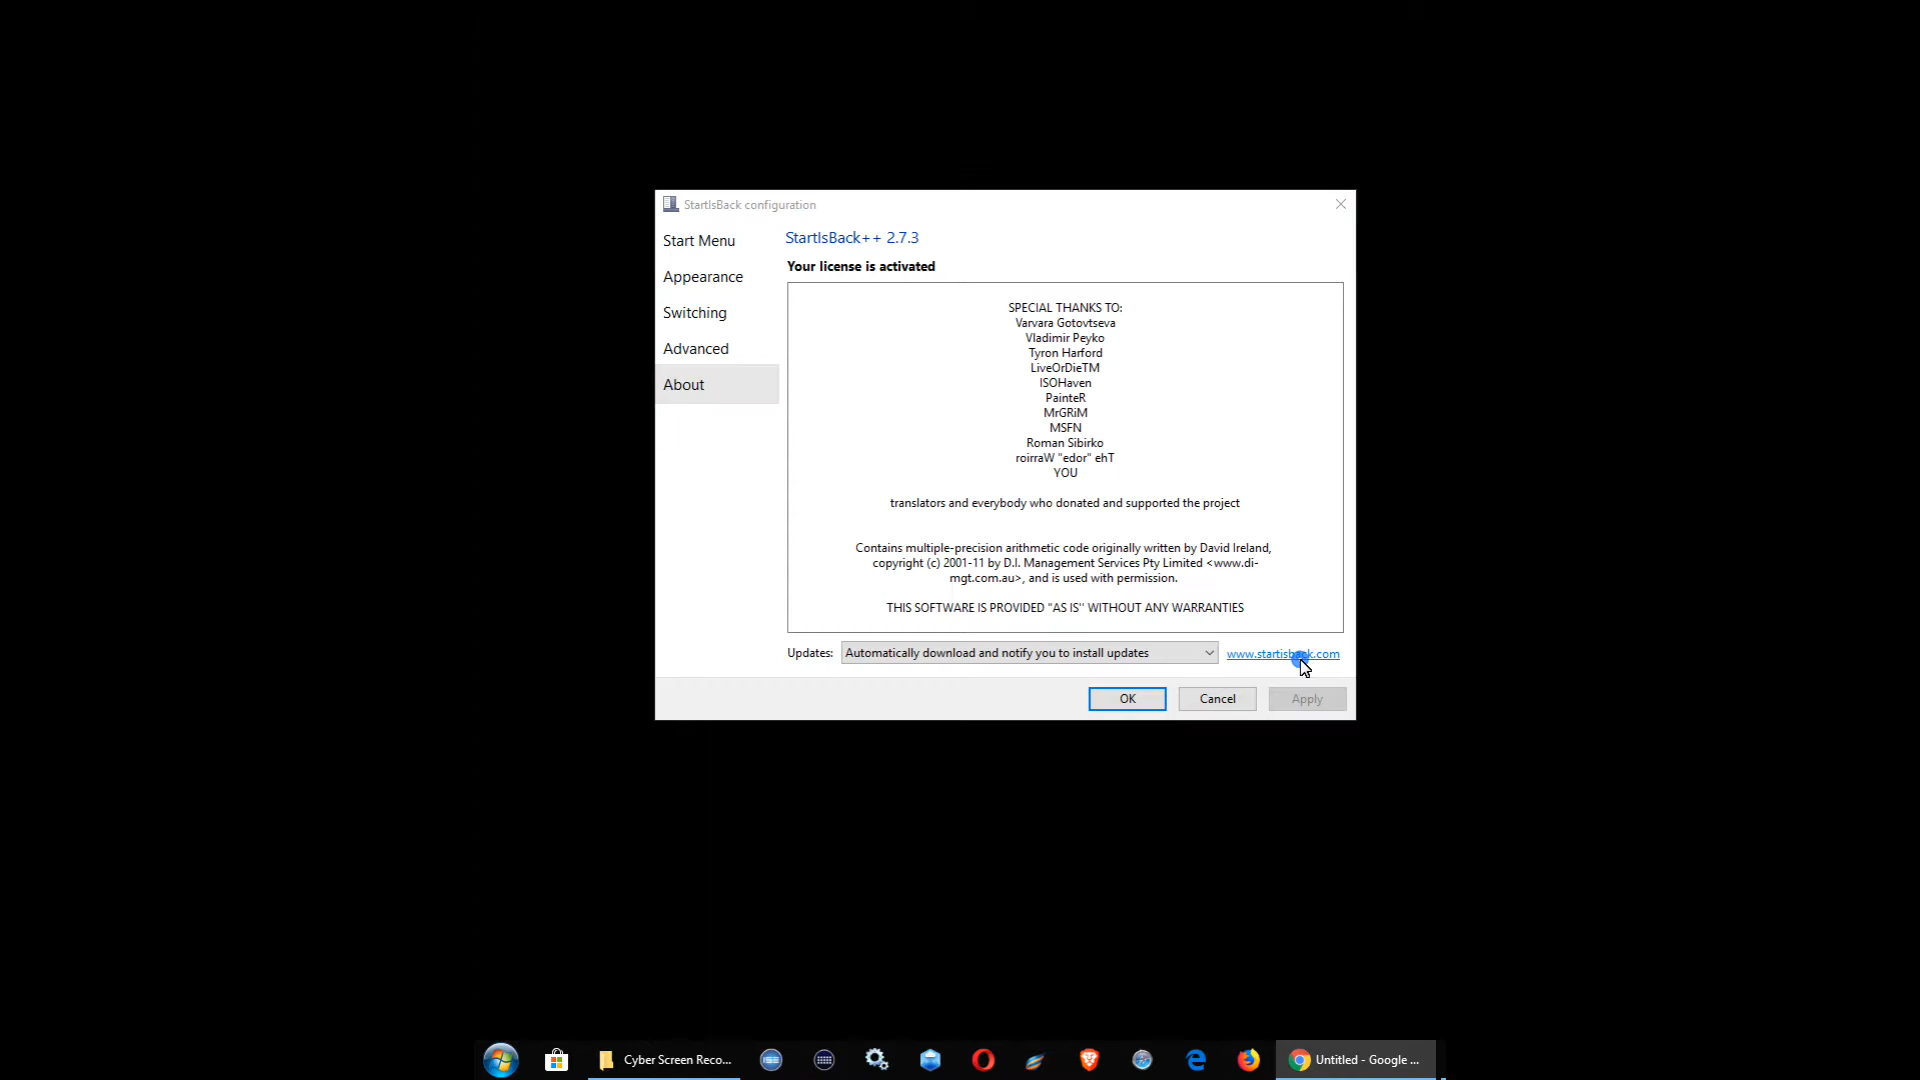 StartIsBack configuration
Start Menu
Appearance
Switching
Advanced
About
StartIsBack++ 2.7.3
Your license is activated
SPECIAL THANKS TO:
Varvara Gotovtseva
Vladimir Peyko
Tyron Harford
LiveOrDieTM
ISOHaven
PainteR
MrGRiM
MSFN
Roman Sibirko
roirraW "edor" ehT
YOU
translators and everybody who donated and supported the project
Contains multiple-precision arithmetic code originally written by David Ireland,
copyright (c) 2001-11 by D.I. Management Services Pty Limited <www.di-
mgt.com.au>, and is used with permission.
THIS SOFTWARE IS PROVIDED "AS IS" WITHOUT ANY WARRANTIES
Updates: Automatically download and notify you to install updates www.startisback.com
OK Cancel Apply
Cyber Screen Reco... ISE Untitled - Google ...